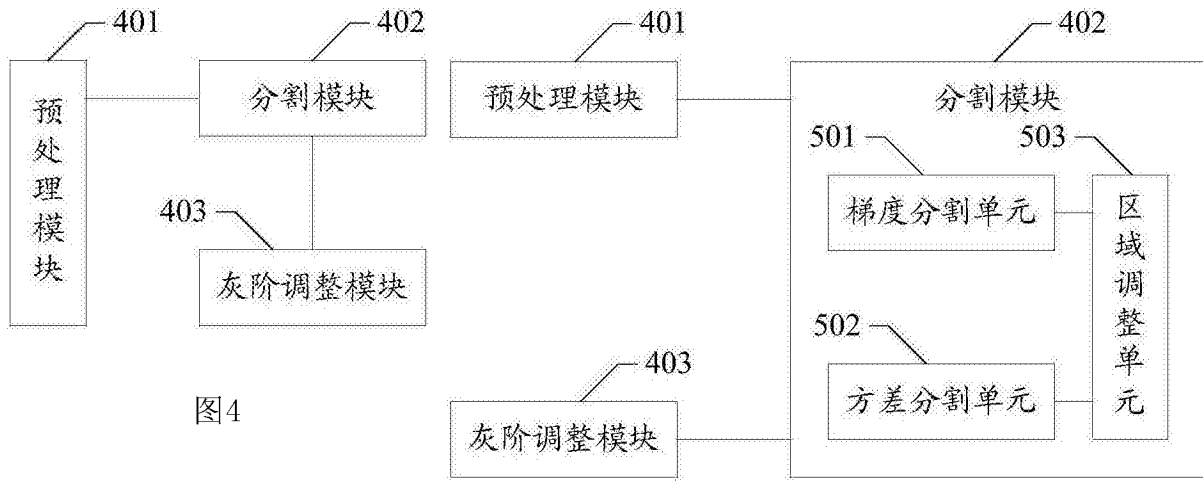 401
预处理模块
402
分割模块
403
灰阶调整模块
图4
401
预处理模块
402
分割模块
501
梯度分割单元
503
区域调整单元
502
方差分割单元
403
灰阶调整模块